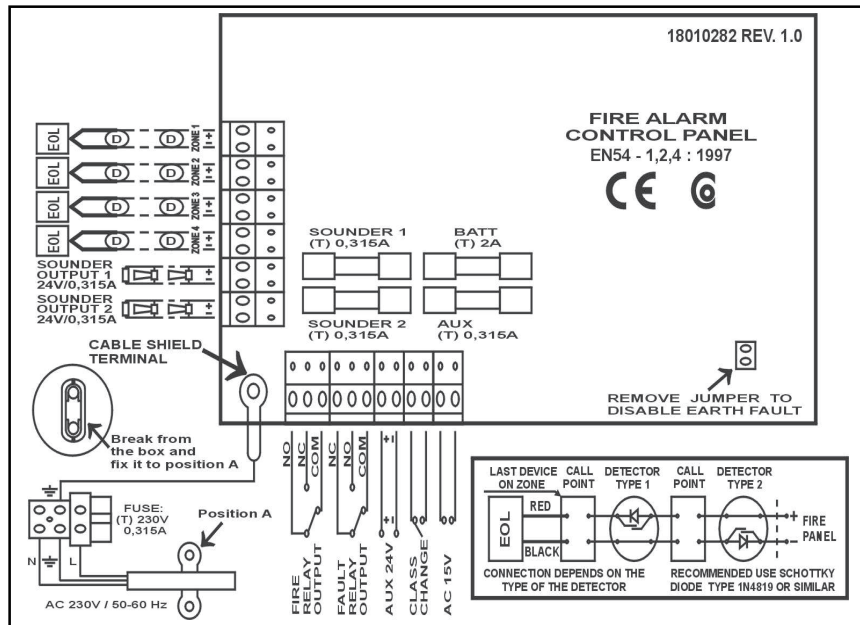 18010282 REV. 1.0
FIRE ALARM
CONTROL PANEL
EN54 - 1,2,4 : 1997
CE
EOL D D ZONE 1 - +
EOL D D ZONE 2 - +
EOL D D ZONE 3 - +
EOL D D ZONE 4 - +
SOUNDER
OUTPUT 1
24V/0,315A
- +
SOUNDER
OUTPUT 2
24V/0,315A
- +
SOUNDER 1
(T) 0,315A
BATT
(T) 2A
SOUNDER 2
(T) 0,315A
AUX
(T) 0,315A
CABLE SHIELD
TERMINAL
REMOVE JUMPER TO
DISABLE EARTH FAULT
Break from
the box and
fix it to position A
FUSE:
(T) 230V
0,315A
Position A
N
L
AC 230V / 50-60 Hz
NO
NC
COM
NC
NO
COM
+ -
FIRE
RELAY
OUTPUT
FAULT
RELAY
OUTPUT
AUX 24V
+ -
CLASS
CHANGE
AC 15V
LAST DEVICE
ON ZONE
CALL
POINT
DETECTOR
TYPE 1
CALL
POINT
DETECTOR
TYPE 2
EOL
RED
BLACK
+
-
FIRE
PANEL
CONNECTION DEPENDS ON THE
TYPE OF THE DETECTOR
RECOMMENDED USE SCHOTTKY
DIODE TYPE 1N4819 OR SIMILAR